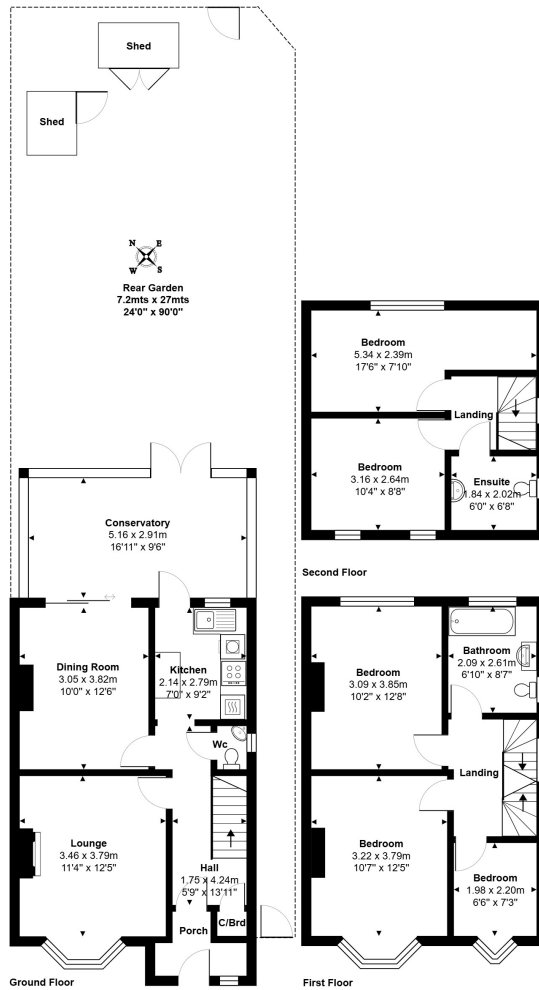 Shed
Shed
N E
W S
Rear Garden
7.2mts x 27mts
24'0" x 90'0"
Conservatory
5.16 x 2.91m
16'11" x 9'6"
Dining Room
3.05 x 3.82m
10'0" x 12'6"
Kitchen
2.14 x 2.79m
7'0" x 9'2"
Wc
Lounge
3.46 x 3.79m
11'4" x 12'5"
Hall
1.75 x 4.24m
5'9" x 13'11"
C/Brd
Porch
Ground Floor
Bedroom
5.34 x 2.39m
17'6" x 7'10"
Landing
Bedroom
3.16 x 2.64m
10'4" x 8'8"
Ensuite
1.84 x 2.02m
6'0" x 6'8"
Second Floor
Bedroom
3.09 x 3.85m
10'2" x 12'8"
Bathroom
2.09 x 2.61m
6'10" x 8'7"
Landing
Bedroom
3.22 x 3.79m
10'7" x 12'5"
Bedroom
1.98 x 2.20m
6'6" x 7'3"
First Floor